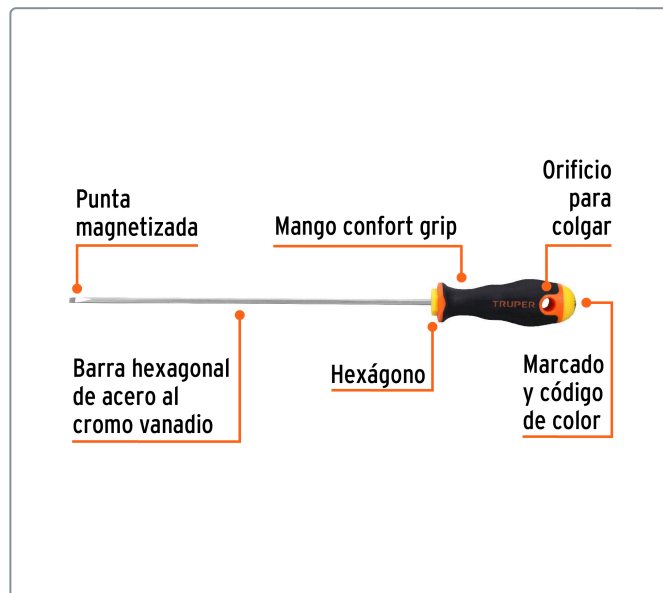 Orificio
para
colgar
Punta
magnetizada
Mango confort grip
TRUPER
Barra hexagonal
de acero al
cromo vanadio
Hexágono
Marcado
y código
de color